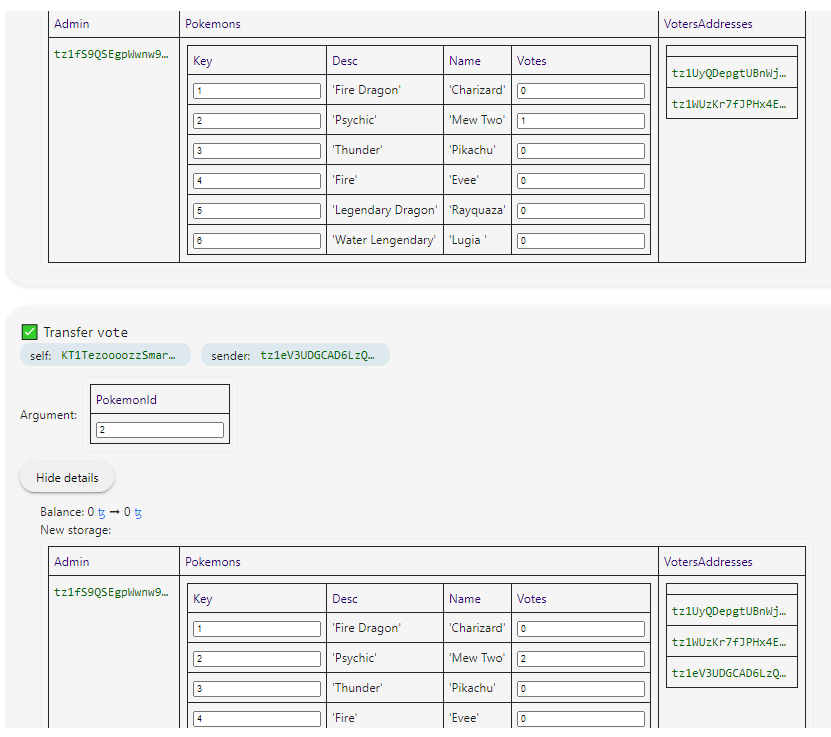 Admin Pokemons VotersAddresses
tz1fS9QSEgpWwnw9…
Key Desc Name Votes
1 'Fire Dragon' 'Charizard' 0
2 'Psychic' 'Mew Two' 1
3 'Thunder' 'Pikachu' 0
4 'Fire' 'Evee' 0
5 'Legendary Dragon' 'Rayquaza' 0
6 'Water Lengendary' 'Lugia ' 0
tz1UyQDepgtUBnWj…
tz1WUzKr7fJPHx4E…
Transfer vote
self: KT1TezooozzSmar… sender: tz1eV3UDGCAD6LzQ…
Argument:
PokemonId
2
Hide details
Balance: 0 ꜩ → 0 ꜩ
New storage:
Admin Pokemons VotersAddresses
tz1fS9QSEgpWwnw9…
Key Desc Name Votes
1 'Fire Dragon' 'Charizard' 0
2 'Psychic' 'Mew Two' 2
3 'Thunder' 'Pikachu' 0
4 'Fire' 'Evee' 0
tz1UyQDepgtUBnWj…
tz1WUzKr7fJPHx4E…
tz1eV3UDGCAD6LzQ…